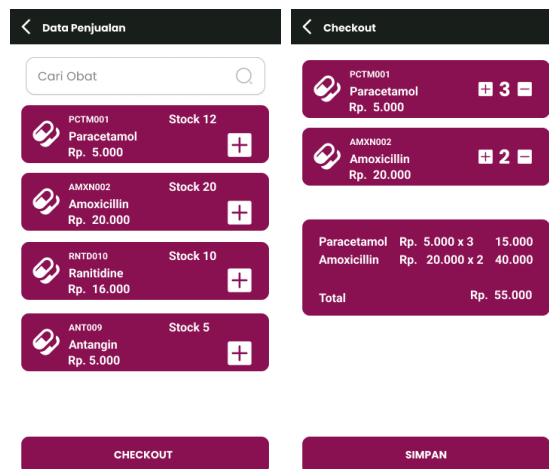 Data Penjualan
Cari Obat
PCTM001 Stock 12
Paracetamol
Rp. 5.000
AMXN002 Stock 20
Amoxicillin
Rp. 20.000
RNTD010 Stock 10
Ranitidine
Rp. 16.000
ANT009 Stock 5
Antangin
Rp. 5.000
CHECKOUT
Checkout
PCTM001
Paracetamol 3
Rp. 5.000
AMXN002
Amoxicillin 2
Rp. 20.000
Paracetamol Rp. 5.000 x 3 15.000
Amoxicillin Rp. 20.000 x 2 40.000
Total Rp. 55.000
SIMPAN